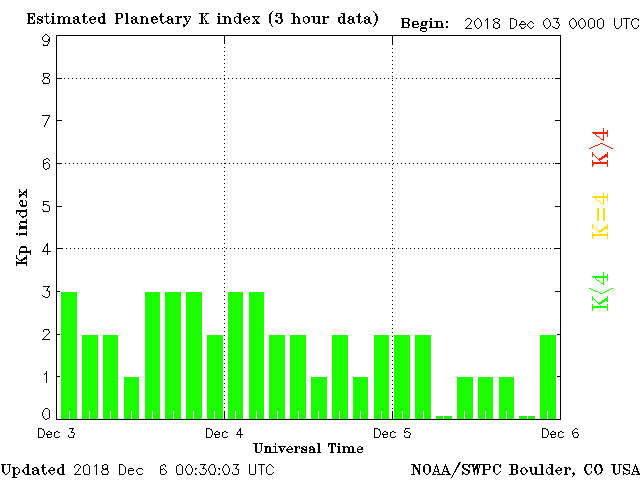 Estimated Planetary K index (3 hour data) Begin: 2018 Dec 03 0000 UTC
9
8
7
6
5
4
3
2
1
0
Kp index
K>4
K=4
K<4
Dec 3 Dec 4 Dec 5 Dec 6
Universal Time
Updated 2018 Dec 6 00:30:03 UTC NOAA/SWPC Boulder, CO USA